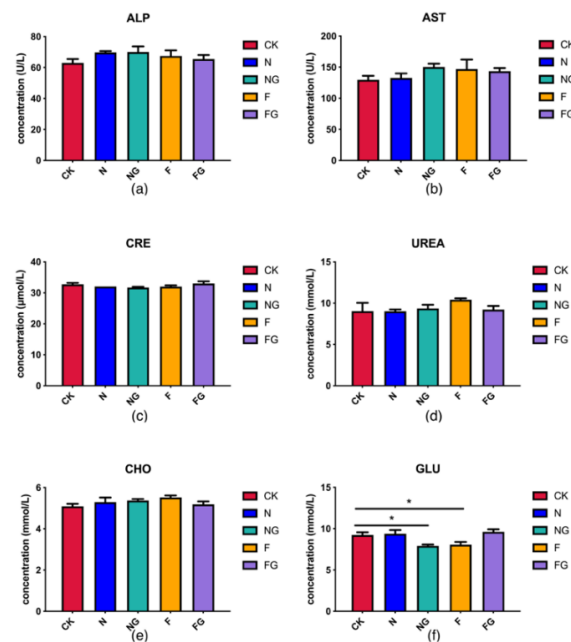 ALP
concentration (U/L)
80
60
40
20
0
CK
N
NG
F
FG
CK
N
NG
F
FG
(a)
AST
concentration (U/L)
200
150
100
50
0
CK
N
NG
F
FG
CK
N
NG
F
FG
(b)
CRE
concentration (μmol/L)
40
30
20
10
0
CK
N
NG
F
FG
CK
N
NG
F
FG
(c)
UREA
concentration (mmol/L)
15
10
5
0
CK
N
NG
F
FG
CK
N
NG
F
FG
(d)
CHO
concentration (mmol/L)
6
4
2
0
CK
N
NG
F
FG
CK
N
NG
F
FG
(e)
GLU
concentration (mmol/L)
15
10
5
0
*
*
CK
N
NG
F
FG
CK
N
NG
F
FG
(f)